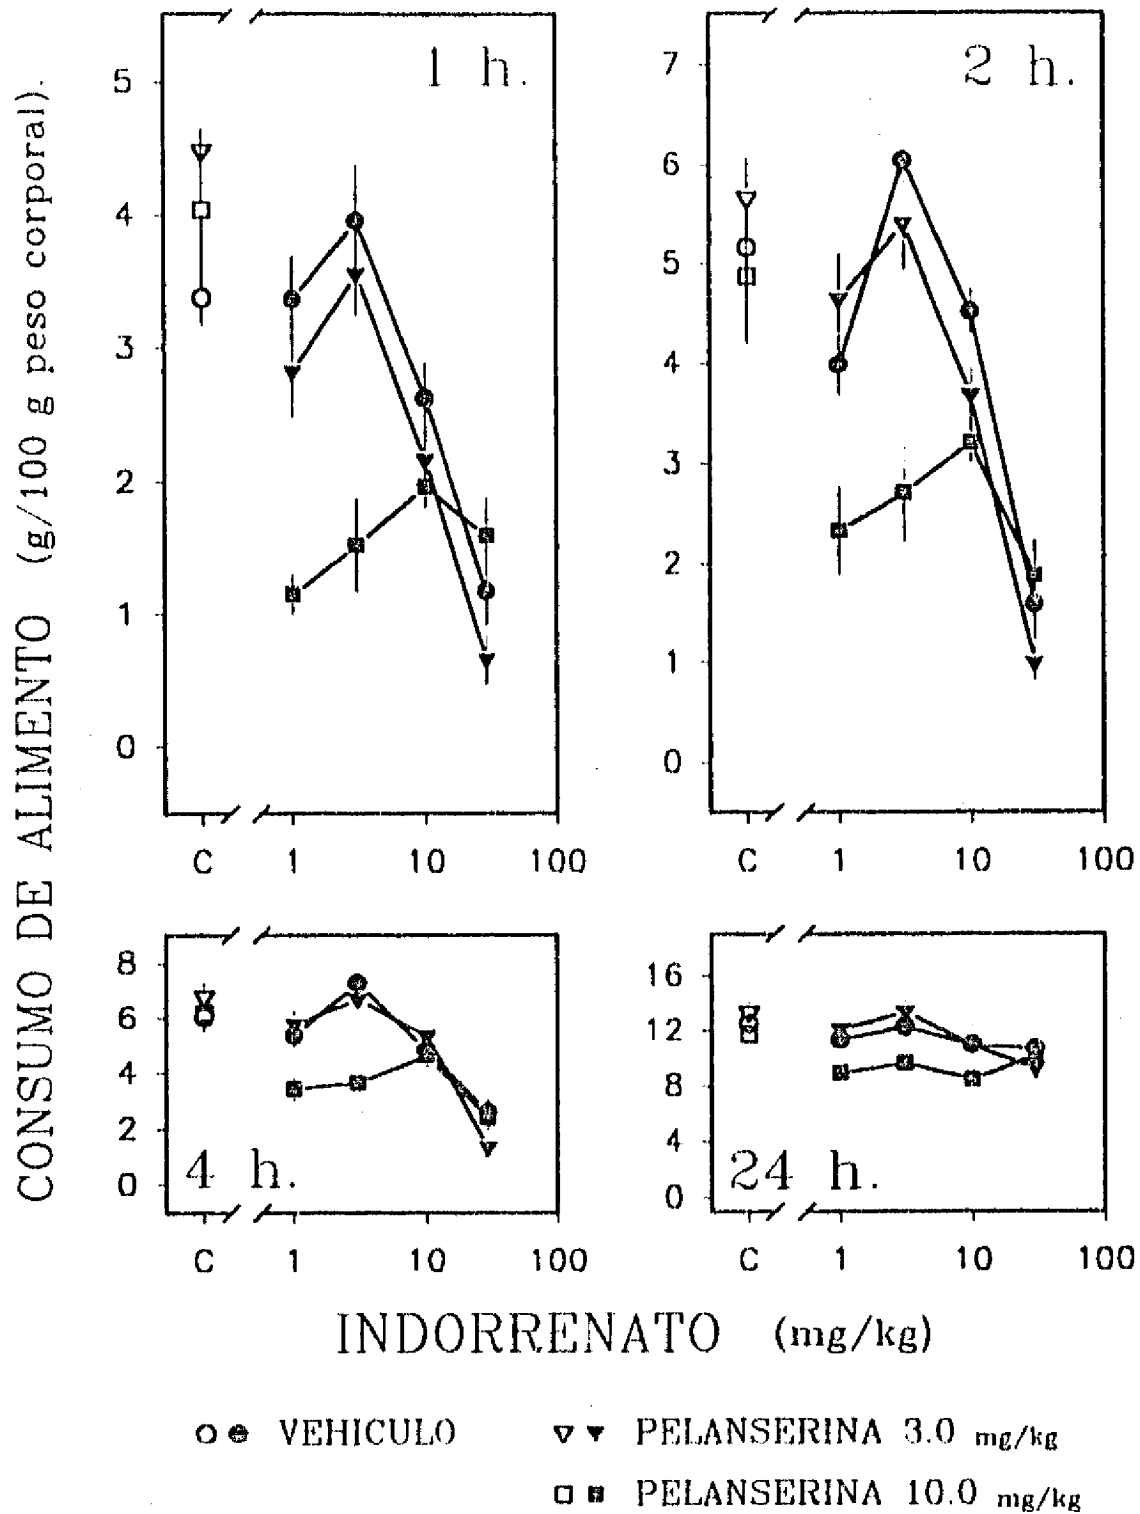 CONSUMO DE ALIMENTO (g/100 g peso corporal).
1 h.
5
4
3
2
1
0
C 1 10 100
2 h.
7
6
5
4
3
2
1
0
C 1 10 100
8
6
4
2
0
4 h.
C 1 10 100
16
12
8
4
0
24 h.
C 1 10 100
INDORRENATO (mg/kg)
VEHICULO
PELANSERINA 3.0 mg/kg
PELANSERINA 10.0 mg/kg